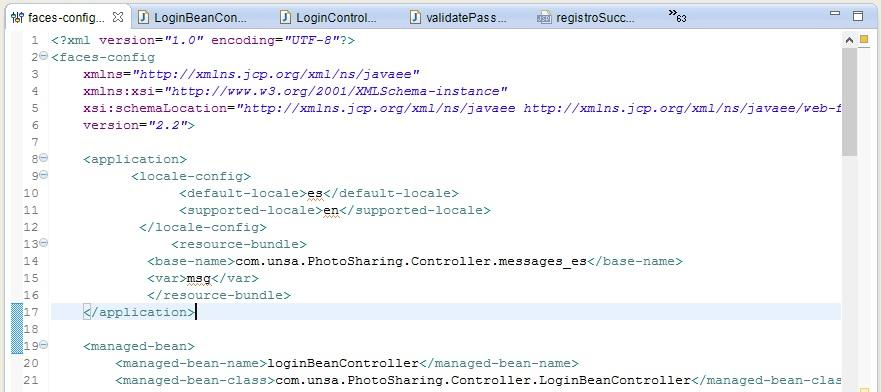 faces-config... LoginBeanCon... LoginControl... validatePass... registroSucc... »63
1 <?xml version="1.0" encoding="UTF-8"?>
2 <faces-config
3 xmlns="http://xmlns.jcp.org/xml/ns/javaee"
4 xmlns:xsi="http://www.w3.org/2001/XMLSchema-instance"
5 xsi:schemaLocation="http://xmlns.jcp.org/xml/ns/javaee http://xmlns.jcp.org/xml/ns/javaee/web-f
6 version="2.2">
7
8 <application>
9 <locale-config>
10 <default-locale>es</default-locale>
11 <supported-locale>en</supported-locale>
12 </locale-config>
13 <resource-bundle>
14 <base-name>com.unsa.PhotoSharing.Controller.messages_es</base-name>
15 <var>msg</var>
16 </resource-bundle>
17 </application>
18
19 <managed-bean>
20 <managed-bean-name>loginBeanController</managed-bean-name>
21 <managed-bean-class>com.unsa.PhotoSharing.Controller.LoginBeanController</managed-bean-clas